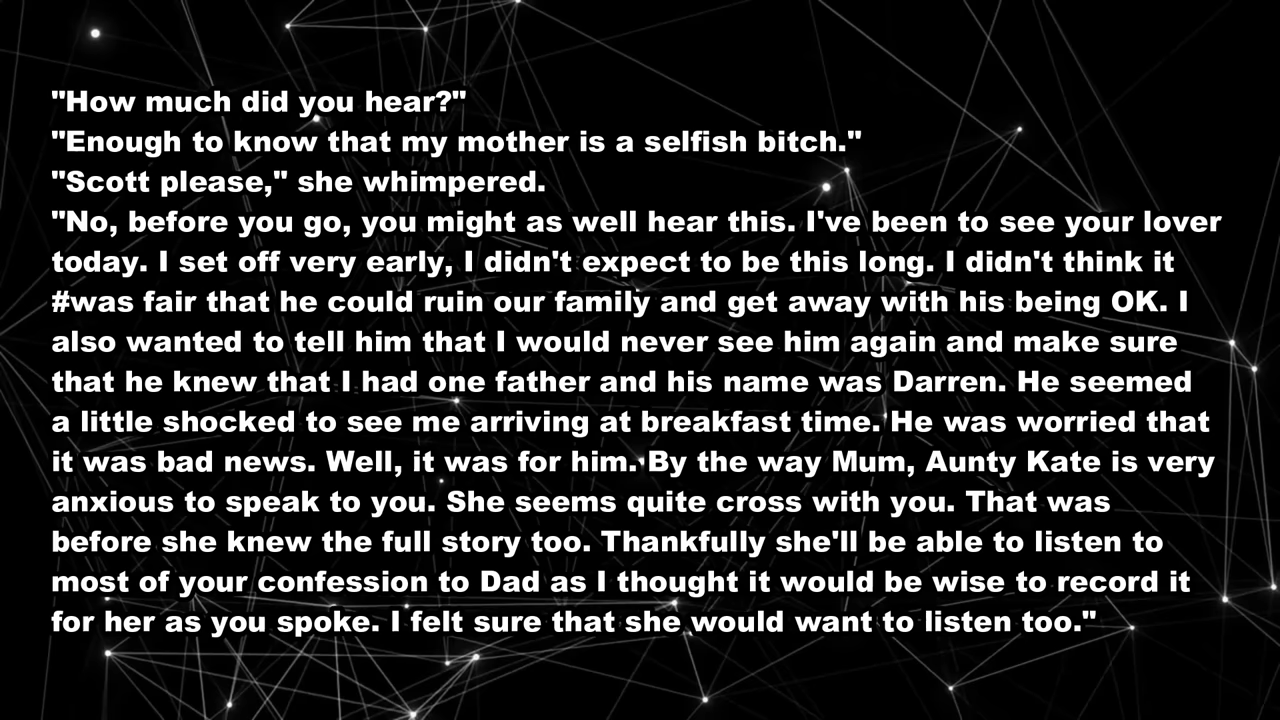 "How much did you hear?"
"Enough to know that my mother is a selfish bitch."
"Scott please," she whimpered.
"No, before you go, you might as well hear this. I've been to see your lover
today. I set off very early, I didn't expect to be this long. I didn't think it
#was fair that he could ruin our family and get away with his being OK. I
also wanted to tell him that I would never see him again and make sure
that he knew that I had one father and his name was Darren. He seemed
a little shocked to see me arriving at breakfast time. He was worried that
it was bad news. Well, it was for him. By the way Mum, Aunty Kate is very
anxious to speak to you. She seems quite cross with you. That was
before she knew the full story too. Thankfully she'll be able to listen to
most of your confession to Dad as I thought it would be wise to record it
for her as you spoke. I felt sure that she would want to listen too."